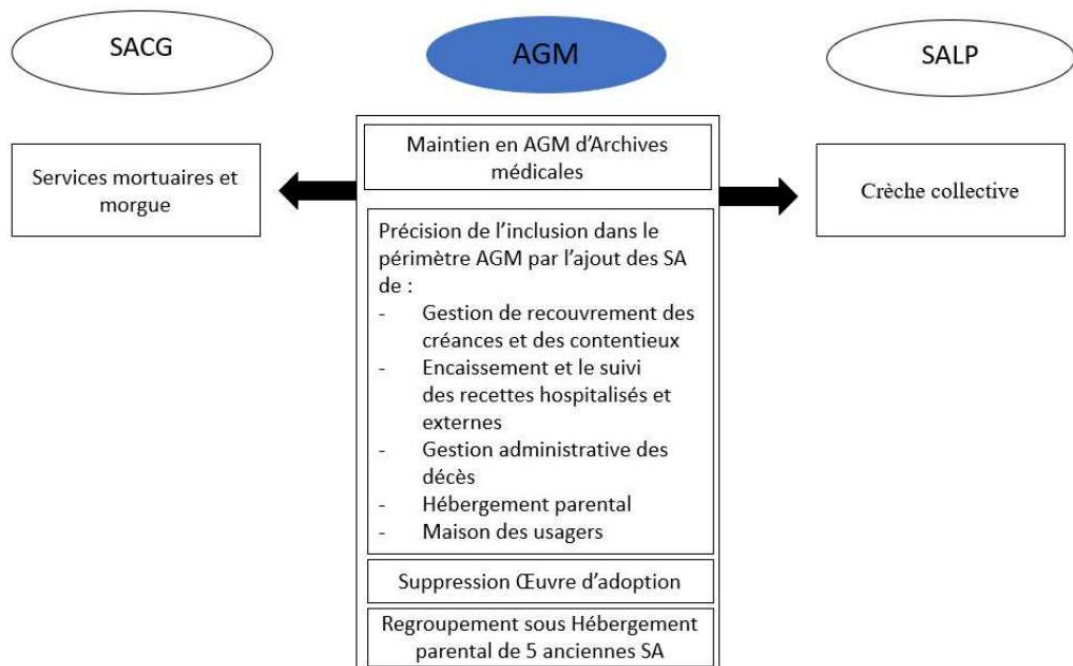 SACG
AGM
SALP
Services mortuaires et
morgue
Maintien en AGM d'Archives
médicales
Crèche collective
Précision de l'inclusion dans le
périmètre AGM par l'ajout des SA
de :
- Gestion de recouvrement des
créances et des contentieux
- Encaissement et le suivi
des recettes hospitalisés et
externes
- Gestion administrative des
décès
- Hébergement parental
- Maison des usagers
Suppression Œuvre d'adoption
Regroupement sous Hébergement
parental de 5 anciennes SA